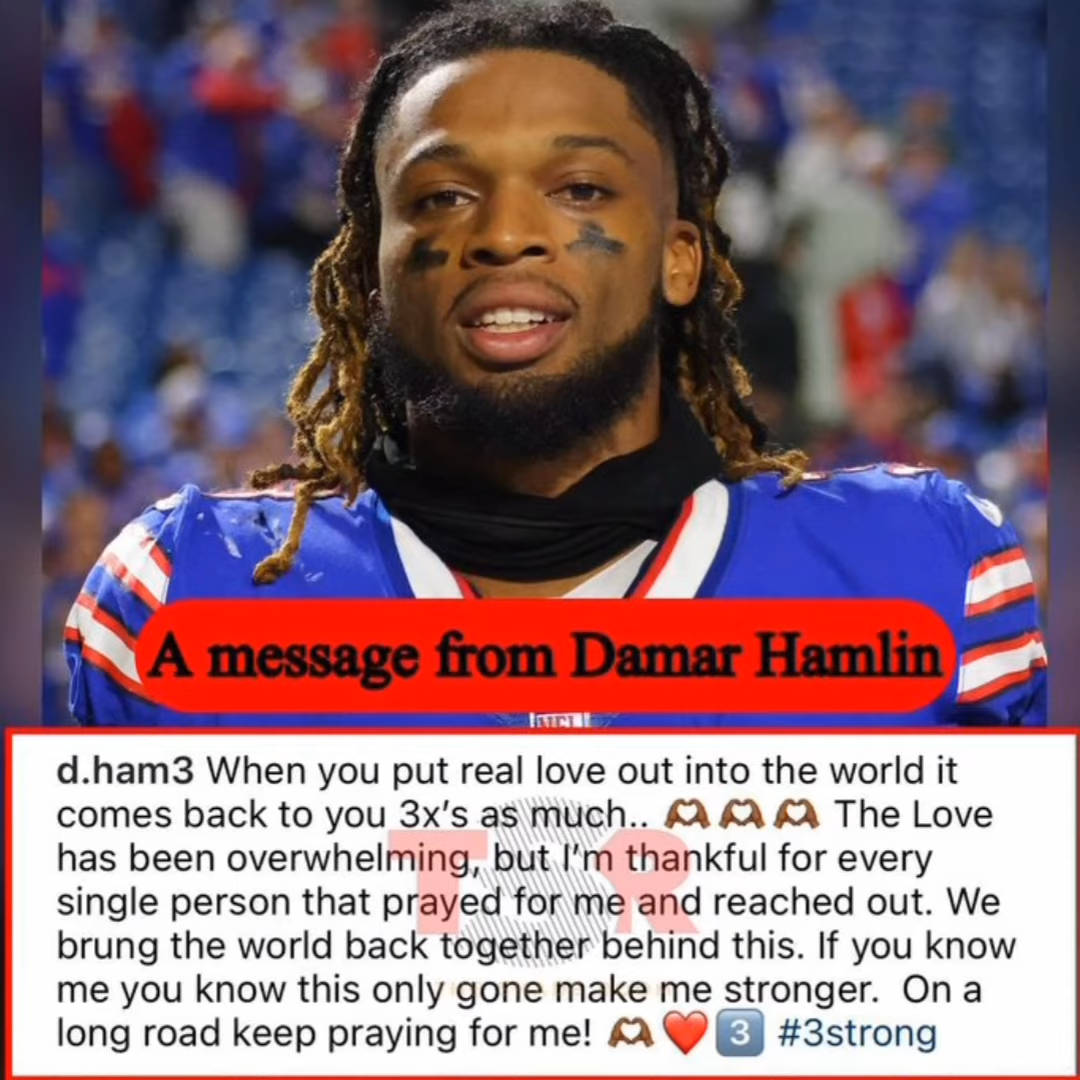 A message from Damar Hamlin
NFL
d.ham3 When you put real love out into the world it
comes back to you 3x's as much.. 🫶🏾🫶🏾🫶🏾 The Love
has been overwhelming, but I'm thankful for every
single person that prayed for me and reached out. We
brung the world back together behind this. If you know
me you know this only gone make me stronger.  On a
long road keep praying for me! 🫶🏾❤️3️⃣ #3strong
TSR